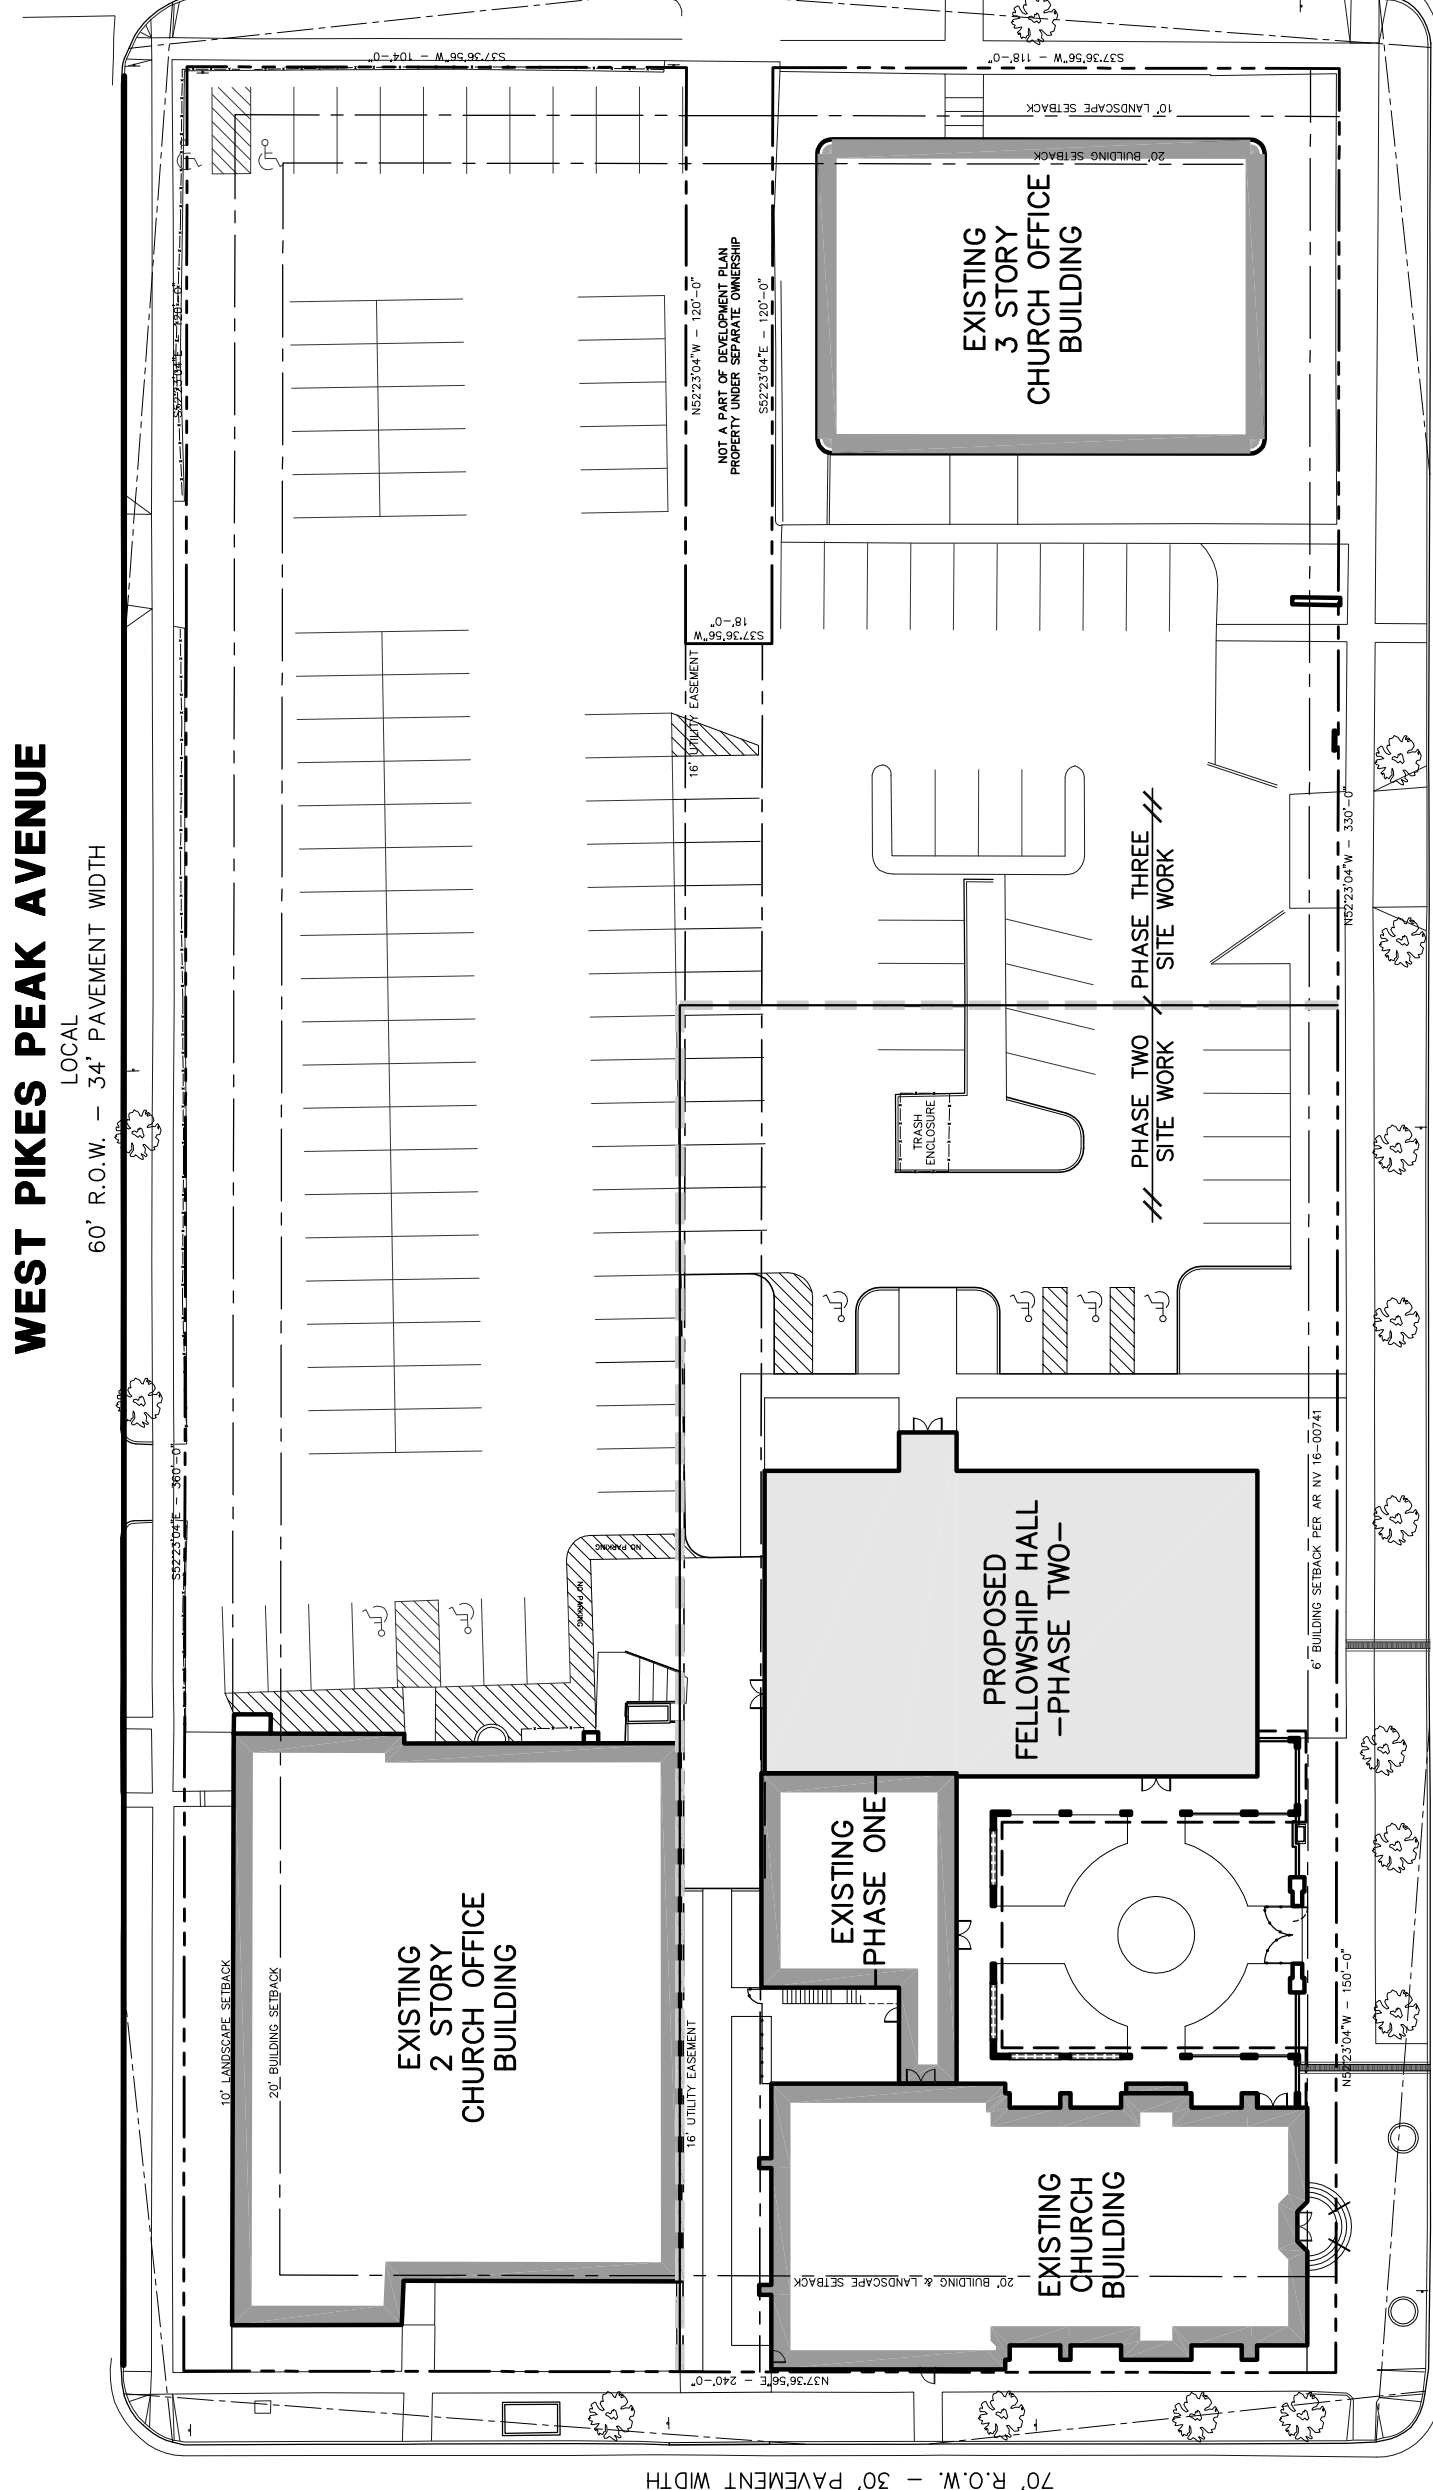 WEST PIKES PEAK AVENUE
LOCAL
60' R.O.W. - 34' PAVEMENT WIDTH
S37°36'56"W - 104'-0"
S37°36'56"W - 118'-0"
10' LANDSCAPE SETBACK
20' BUILDING SETBACK
EXISTING
3 STORY
CHURCH OFFICE
BUILDING
S52°23'04"E - 120'-0"
N52°23'04"W - 120'-0"
NOT A PART OF DEVELOPMENT PLAN
PROPERTY UNDER SEPARATE OWNERSHIP
S52°23'04"E - 120'-0"
S37°36'56"W
18'-0"
16' UTILITY EASEMENT
N52°23'04"W - 330'-0"
PHASE THREE
SITE WORK
PHASE TWO
SITE WORK
TRASH
ENCLOSURE
S52°23'04"E - 360'-0"
NO PARKING
NO PARKING
6' BUILDING SETBACK PER AR NV 16-00741
PROPOSED
FELLOWSHIP HALL
-PHASE TWO-
EXISTING
PHASE ONE
10' LANDSCAPE SETBACK
20' BUILDING SETBACK
EXISTING
2 STORY
CHURCH OFFICE
BUILDING
16' UTILITY EASEMENT
N52°23'04"W - 150'-0"
EXISTING
CHURCH
BUILDING
20' BUILDING & LANDSCAPE SETBACK
N37°36'56"E - 240'-0"
70' R.O.W. - 30' PAVEMENT WIDTH